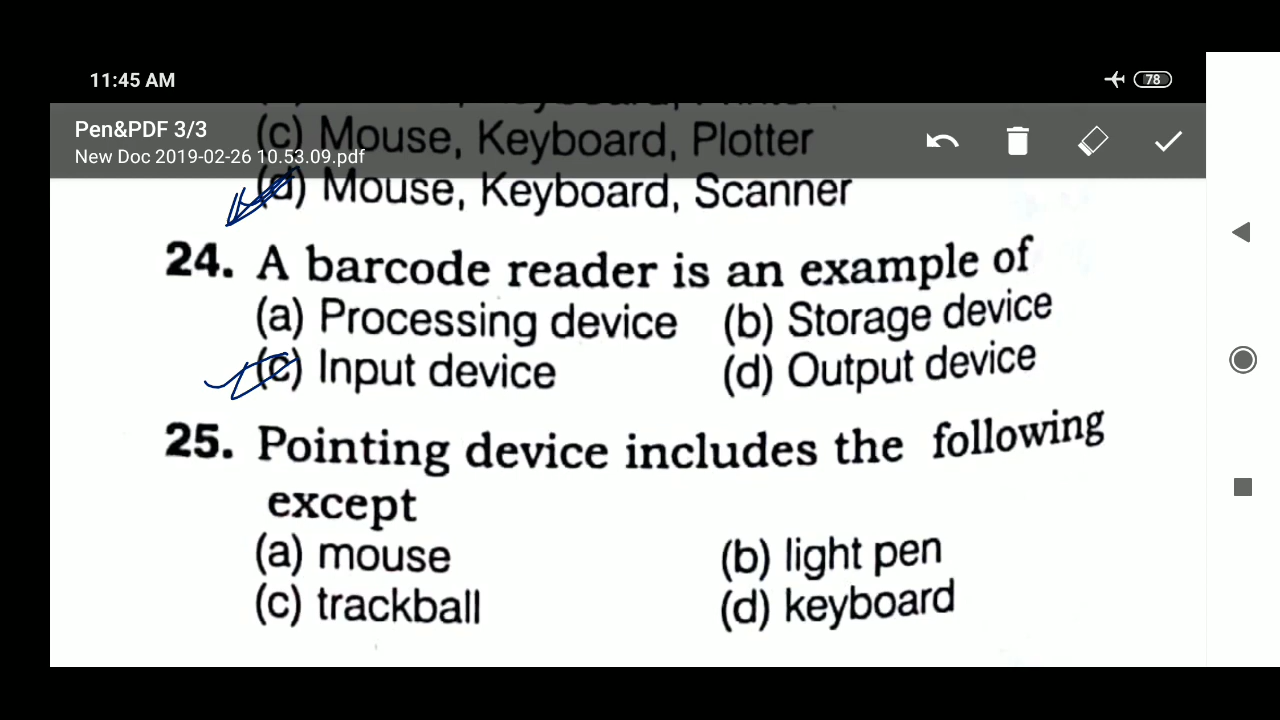 11:45 AM
78
Pen&PDF 3/3
New Doc 2019-02-26 10.53.09.pdf
(c) Mouse, Keyboard, Plotter
(d) Mouse, Keyboard, Scanner
24. A barcode reader is an example of
(a) Processing device (b) Storage device
(c) Input device (d) Output device
25. Pointing device includes the following
except
(a) mouse (b) light pen
(c) trackball (d) keyboard